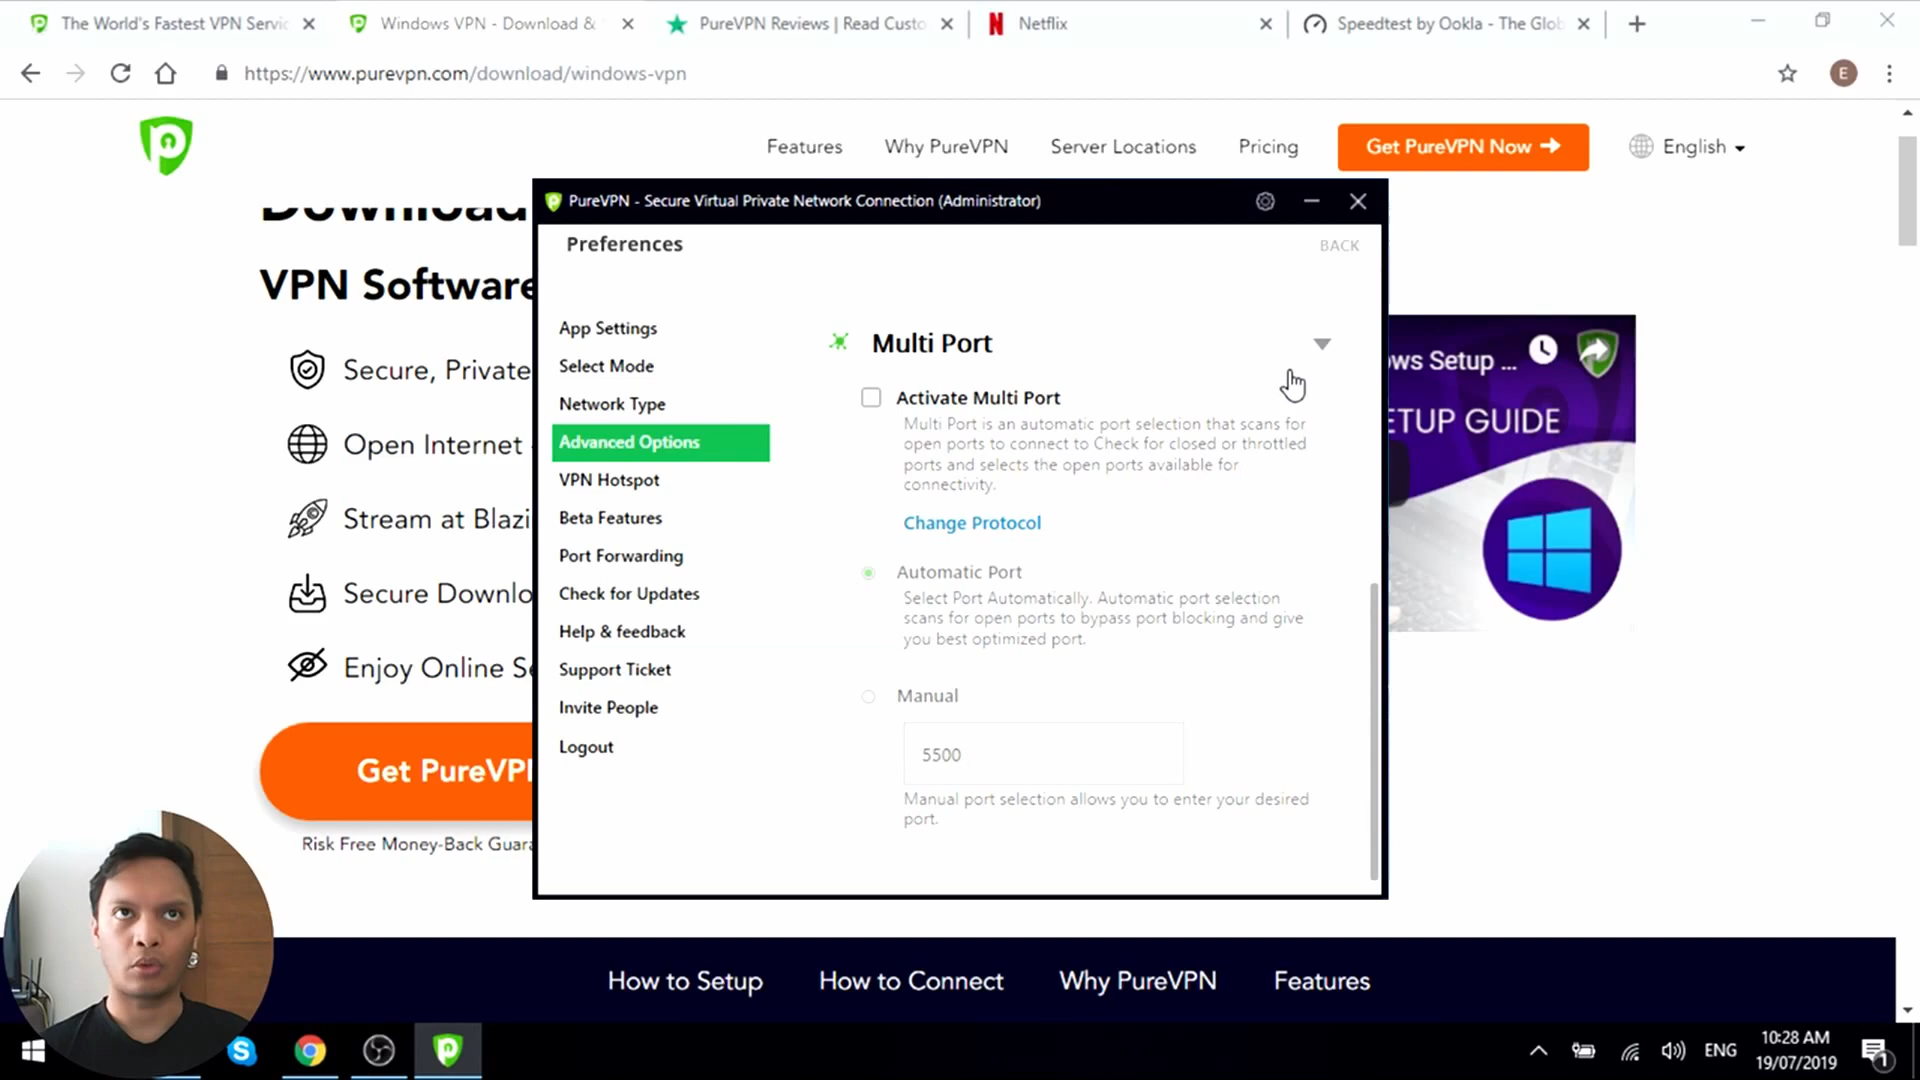 The World's Fastest VPN Servic
Windows VPN - Download &
PureVPN Reviews | Read Custo
Netflix
Speedtest by Ookla - The Glob
https://www.purevpn.com/download/windows-vpn
E
Features
Why PureVPN
Server Locations
Pricing
Get PureVPN Now
English
Download
VPN Software
Secure, Private
Open Internet
Stream at Blazi
Secure Downlo
Enjoy Online Se
Get PureVP
Risk Free Money-Back Guara
PureVPN - Secure Virtual Private Network Connection (Administrator)
Preferences
BACK
App Settings
Select Mode
Network Type
Advanced Options
VPN Hotspot
Beta Features
Port Forwarding
Check for Updates
Help & feedback
Support Ticket
Invite People
Logout
Multi Port
Activate Multi Port
Multi Port is an automatic port selection that scans for
open ports to connect to Check for closed or throttled
ports and selects the open ports available for
connectivity.
Change Protocol
Automatic Port
Select Port Automatically. Automatic port selection
scans for open ports to bypass port blocking and give
you best optimized port.
Manual
5500
Manual port selection allows you to enter your desired
port.
ws Setup ...
ETUP GUIDE
How to Setup
How to Connect
Why PureVPN
Features
ENG
10:28 AM
19/07/2019
1